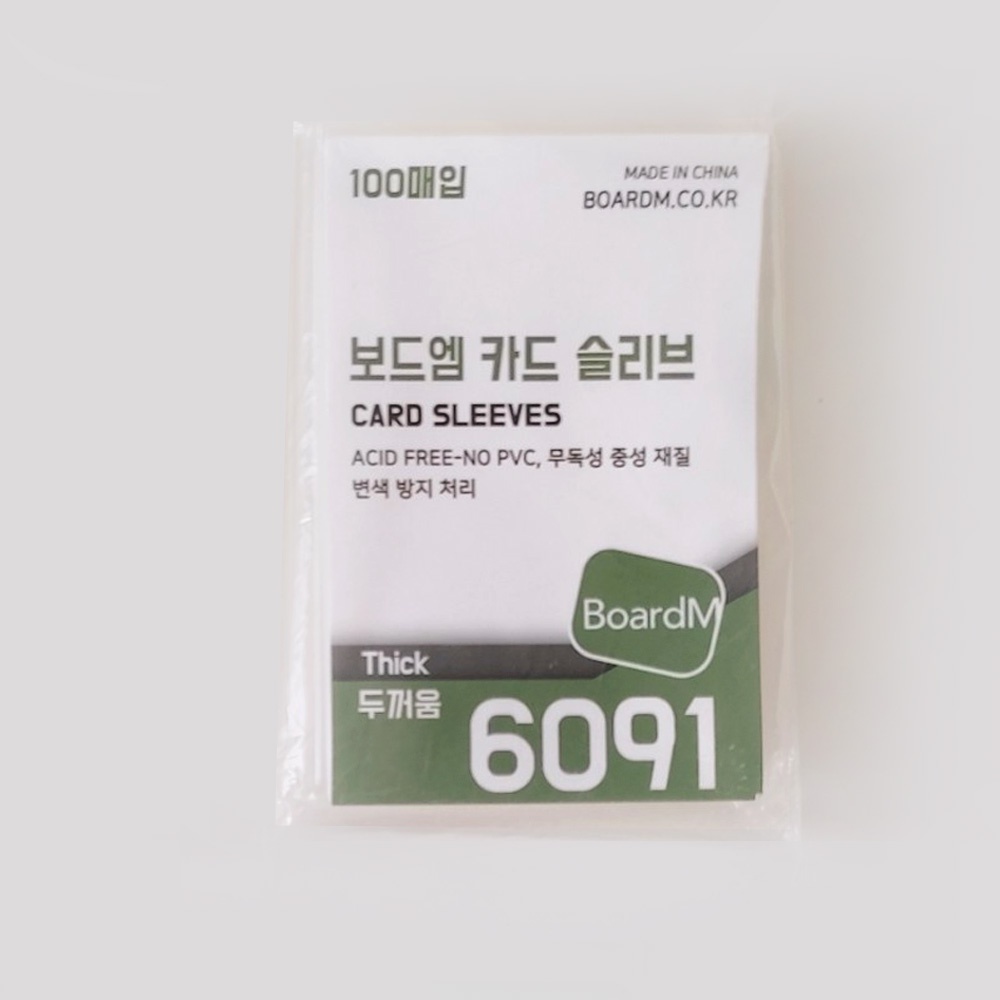 100매입
MADE IN CHINA
BOARDM.CO.KR
보드엠 카드 슬리브
CARD SLEEVES
ACID FREE-NO PVC, 무독성 중성 재질
변색 방지 처리
BoardM
Thick
두꺼움
6091